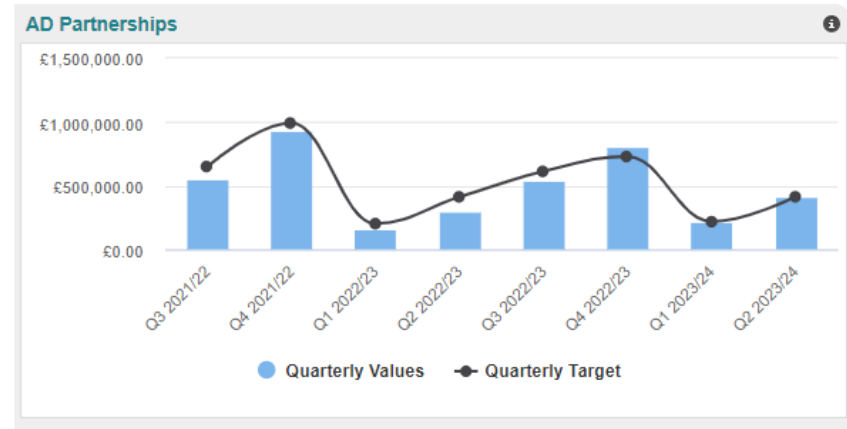 AD Partnerships
£1,500,000.00
£1,000,000.00
£500,000.00
£0.00
Q3 2021/22
Q4 2021/22
Q1 2022/23
Q2 2022/23
Q3 2022/23
Q4 2022/23
Q1 2023/24
Q2 2023/24
Quarterly Values
Quarterly Target